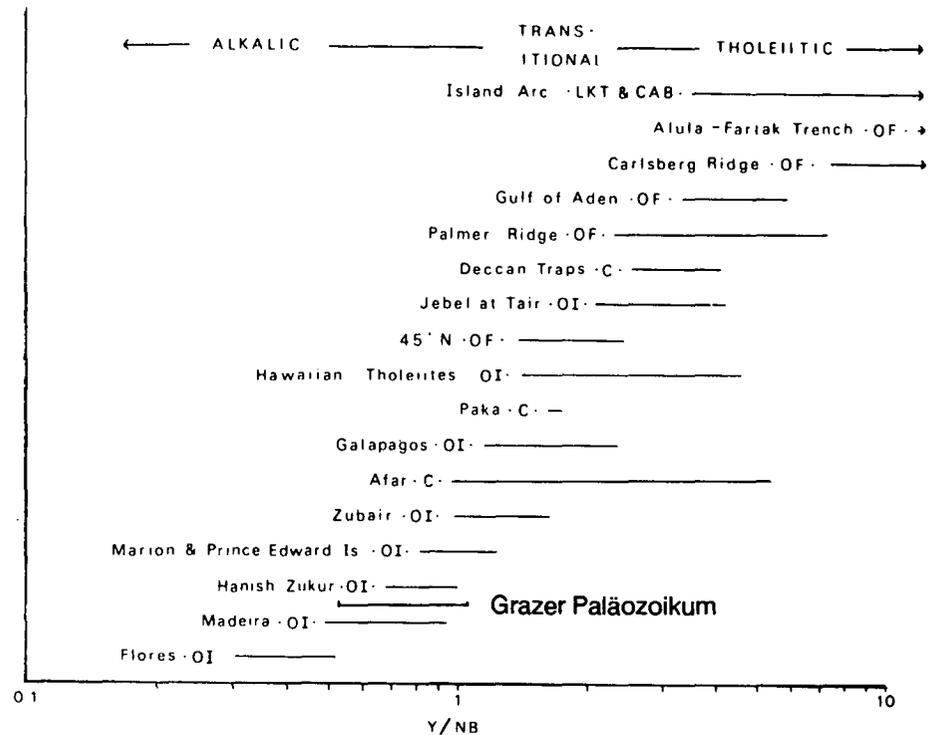 ALKALIC TRANS- THOLEIITIC
ITIONAL
Island Arc ·LKT & CAB·
Alula-Fartak Trench ·OF·
Carlsberg Ridge ·OF·
Gulf of Aden ·OF·
Palmer Ridge ·OF·
Deccan Traps ·C·
Jebel at Tair ·OI·
45°N ·OF·
Hawaiian Tholeiites OI·
Paka ·C·
Galapagos ·OI·
Afar ·C·
Zubair ·OI·
Marion & Prince Edward Is ·OI·
Hanish Zukur ·OI·
Grazer Paläozoikum
Madeira ·OI·
Flores ·OI
0 1 1 10
Y/NB